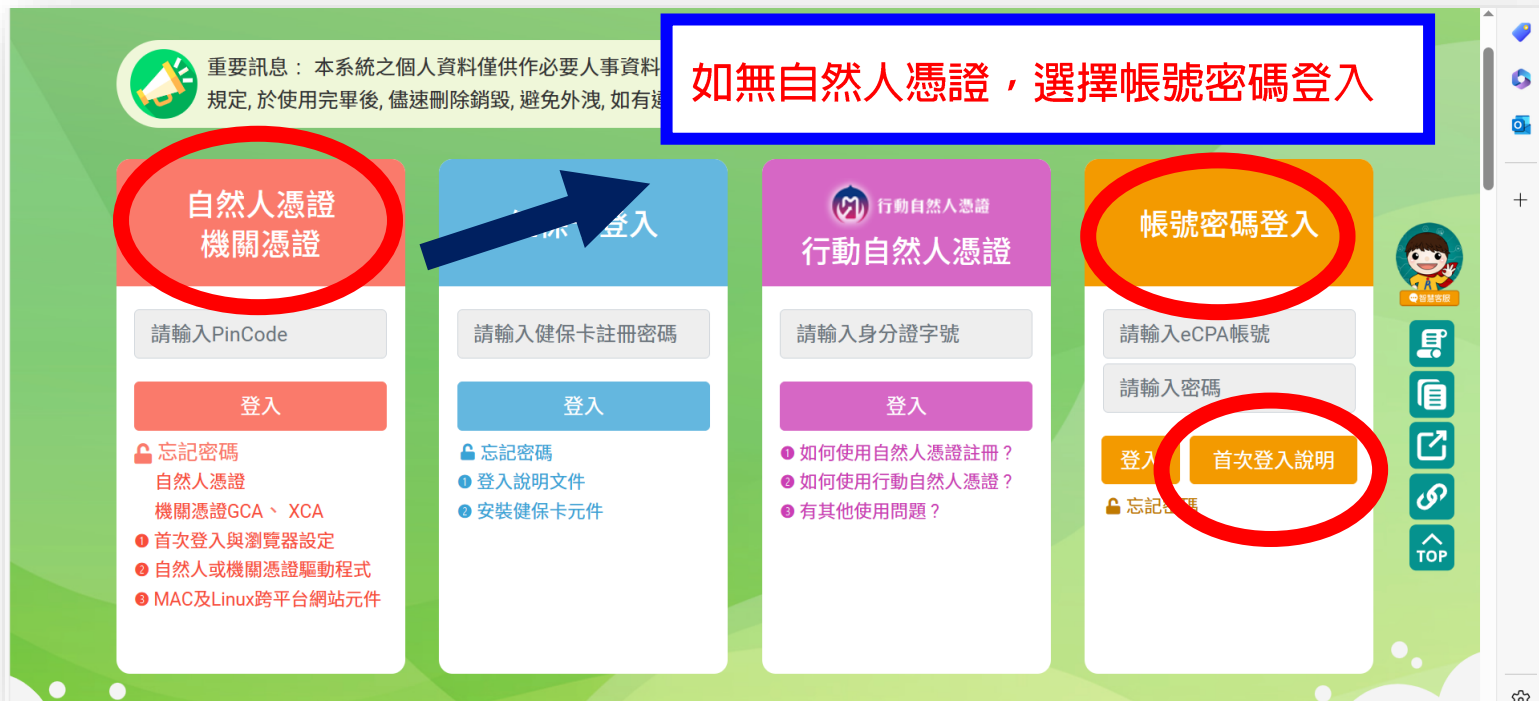 重要訊息： 本系統之個人資料僅供作必要人事資料
規定, 於使用完畢後, 儘速刪除銷毀, 避免外洩, 如有
如無自然人憑證，選擇帳號密碼登入
自然人憑證
機關憑證
請輸入PinCode
登入
忘記密碼
自然人憑證
機關憑證GCA、 XCA
❶ 首次登入與瀏覽器設定
❷ 自然人或機關憑證驅動程式
❸ MAC及Linux跨平台網站元件
登入
請輸入健保卡註冊密碼
登入
忘記密碼
❶ 登入說明文件
❷ 安裝健保卡元件
行動自然人憑證
行動自然人憑證
請輸入身分證字號
登入
❶ 如何使用自然人憑證註冊？
❷ 如何使用行動自然人憑證？
❸ 有其他使用問題？
帳號密碼登入
請輸入eCPA帳號
請輸入密碼
登入
首次登入說明
忘記密碼
智慧客服
TOP